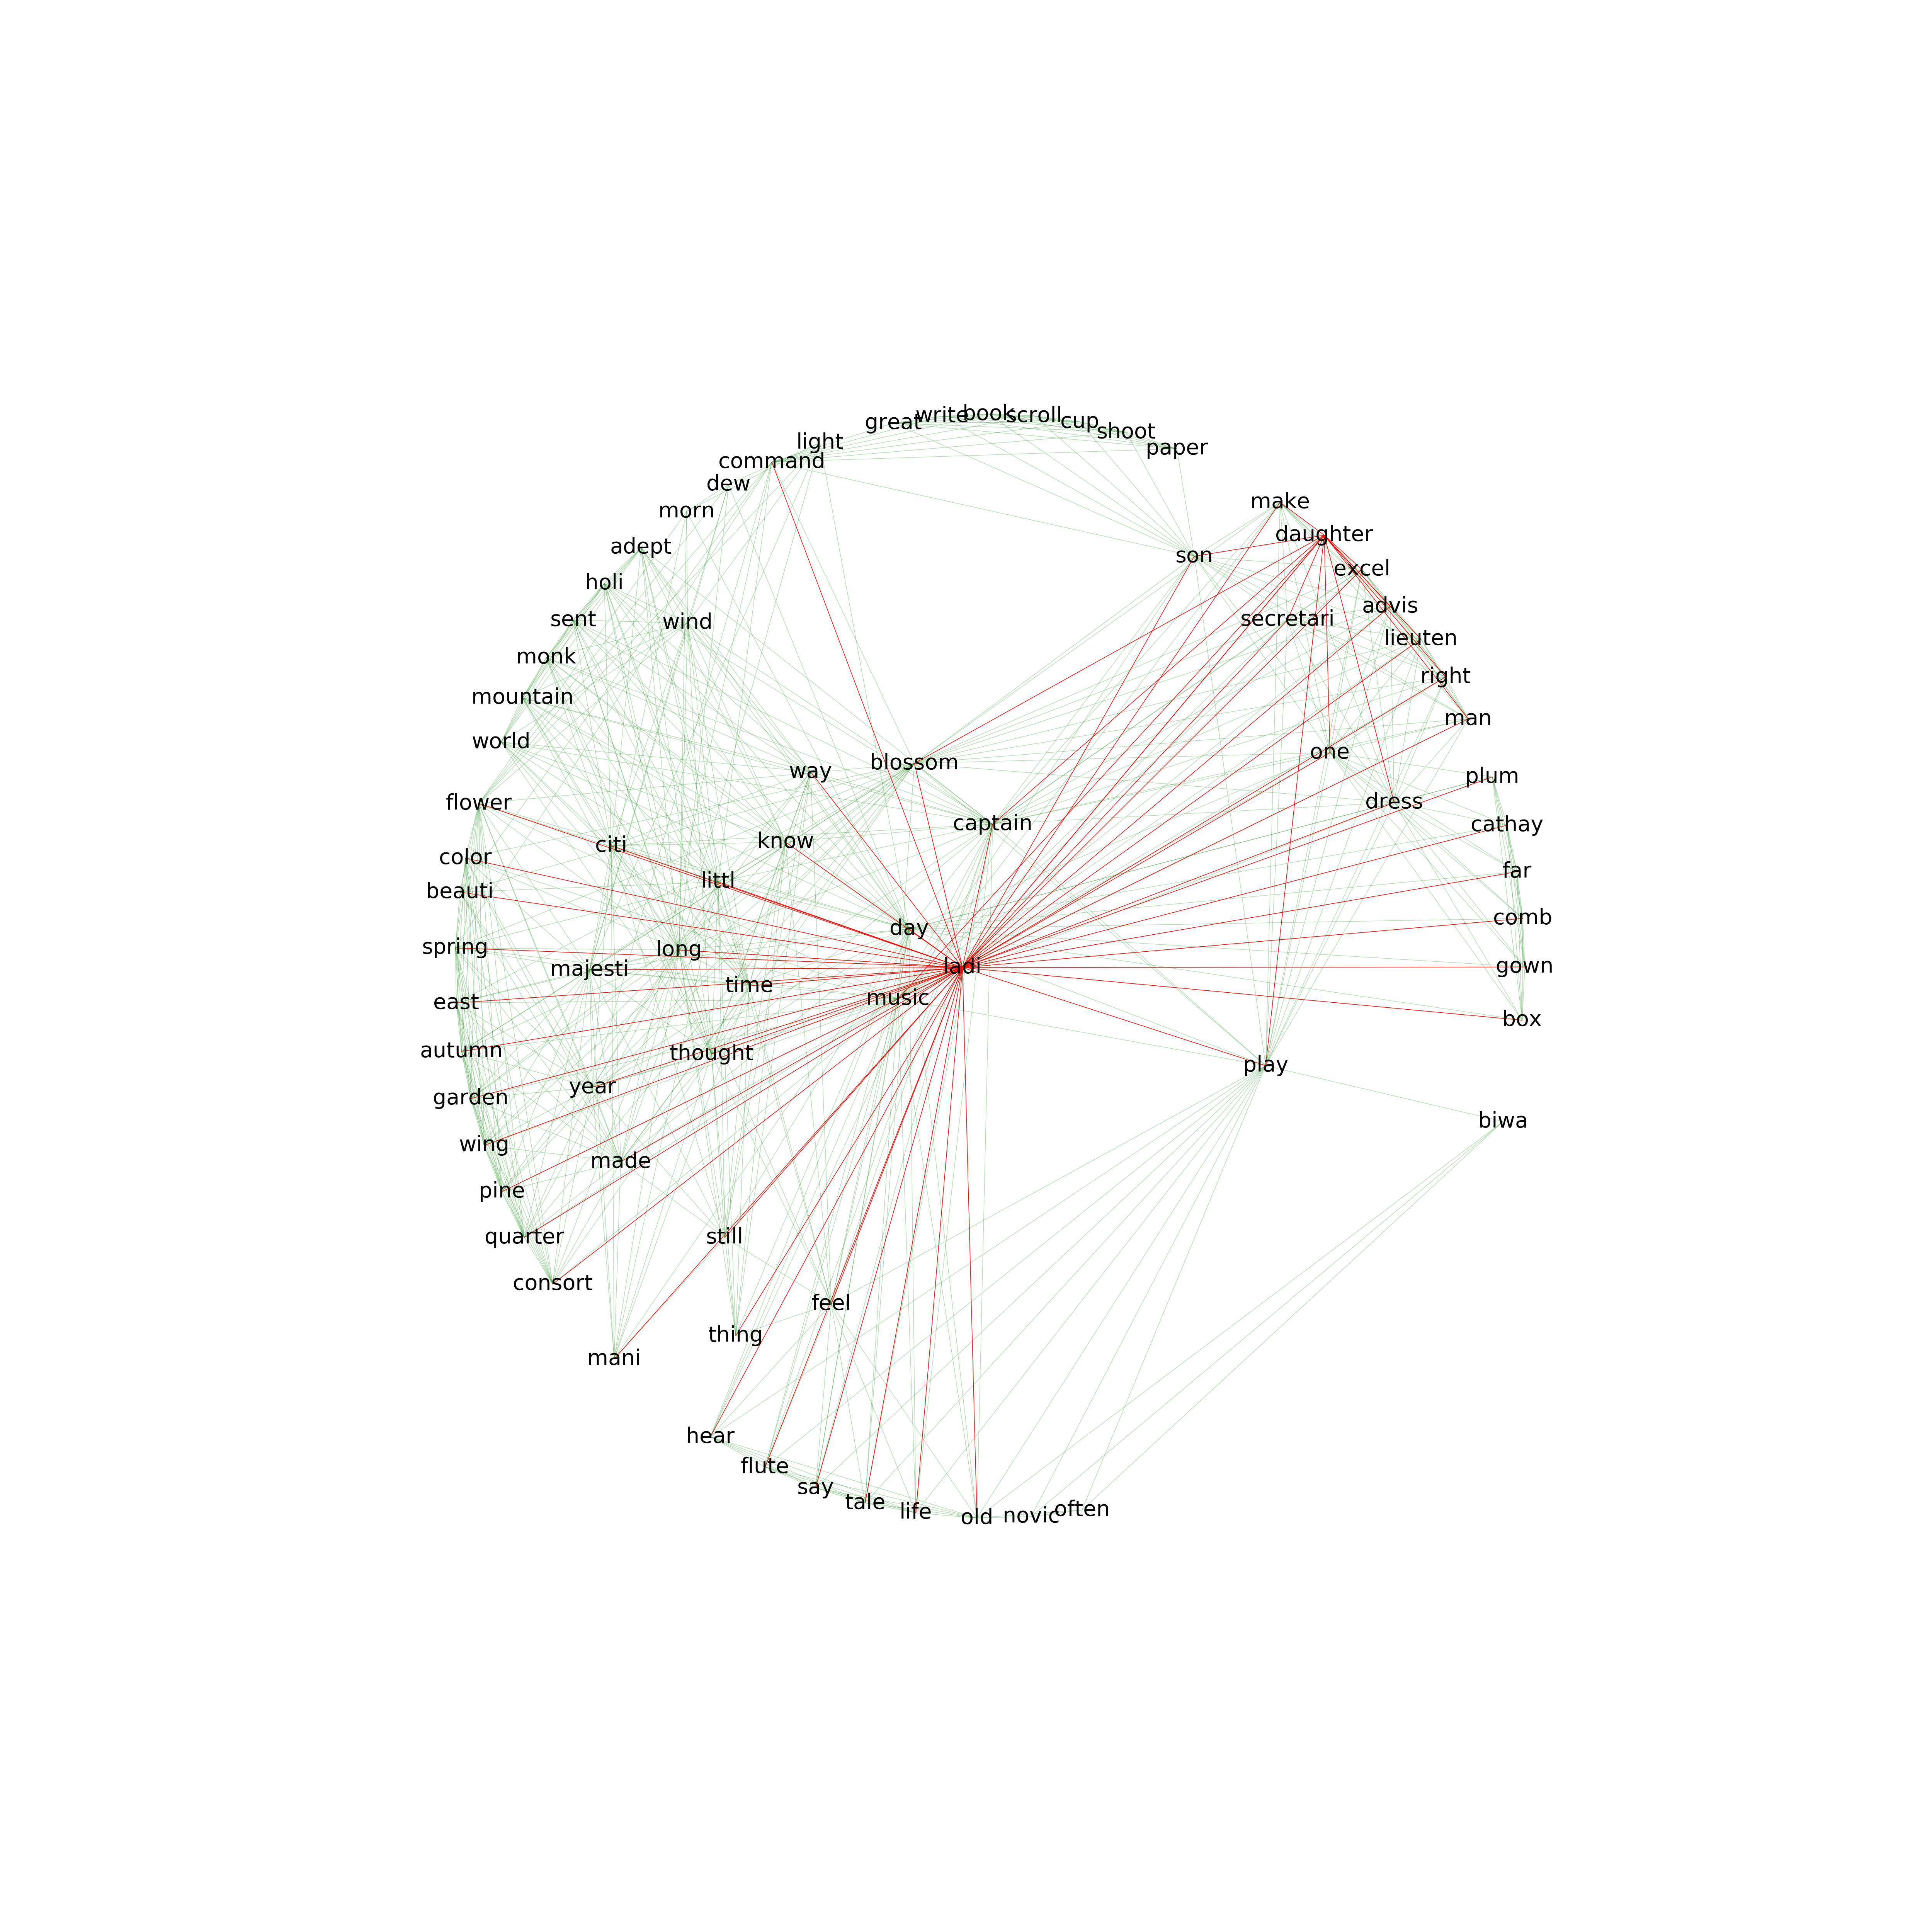 great
write
book
scroll
cup
shoot
paper
light
command
dew
morn
adept
holi
sent
wind
monk
mountain
world
make
daughter
son
excel
secretari
advis
lieuten
right
man
one
blossom
way
plum
flower
dress
captain
cathay
know
citi
color
littl
beauti
far
comb
day
spring
long
majesti
ladi
gown
time
music
east
box
autumn
thought
play
year
garden
biwa
wing
made
pine
quarter
still
consort
feel
thing
mani
hear
flute
say
tale
life
old
novic
often